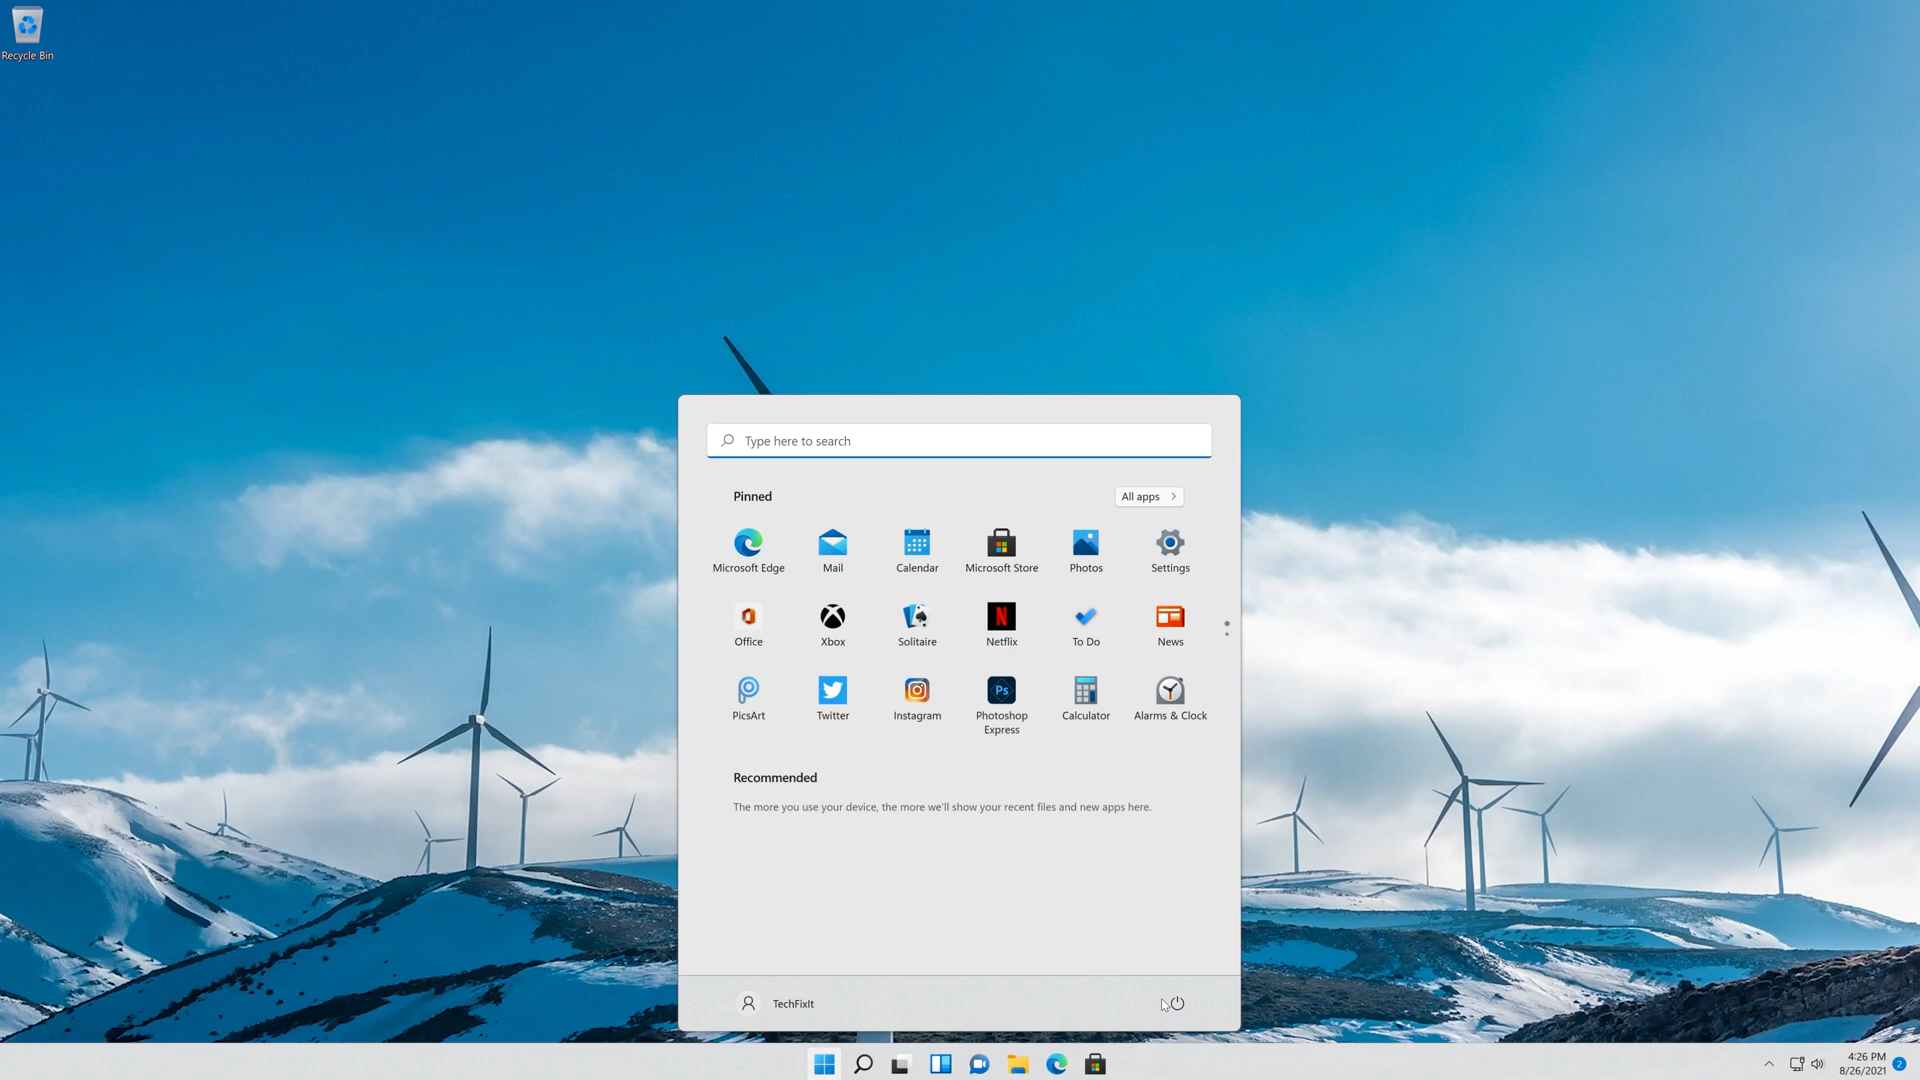 Recycle Bin
Type here to search
Pinned
All apps
Microsoft Edge
Mail
Calendar
Microsoft Store
Photos
Settings
Office
Xbox
Solitaire
Netflix
To Do
News
PicsArt
Twitter
Instagram
Photoshop
Express
Calculator
Alarms & Clock
Recommended
The more you use your device, the more we'll show your recent files and new apps here.
TechFixIt
4:26 PM
8/26/2021
2